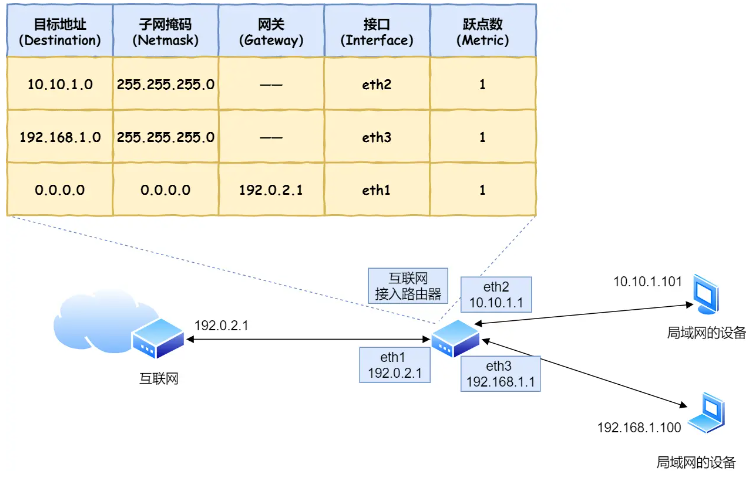 目标地址 子网掩码 网关 接口 跃点数
(Destination) (Netmask) (Gateway) (Interface) (Metric)
10.10.1.0 255.255.255.0 —— eth2 1
192.168.1.0 255.255.255.0 —— eth3 1
0.0.0.0 0.0.0.0 192.0.2.1 eth1 1
互联网
接入路由器
eth2
10.10.1.1
10.10.1.101
局域网的设备
192.0.2.1
互联网
eth1
192.0.2.1
eth3
192.168.1.1
192.168.1.100
局域网的设备